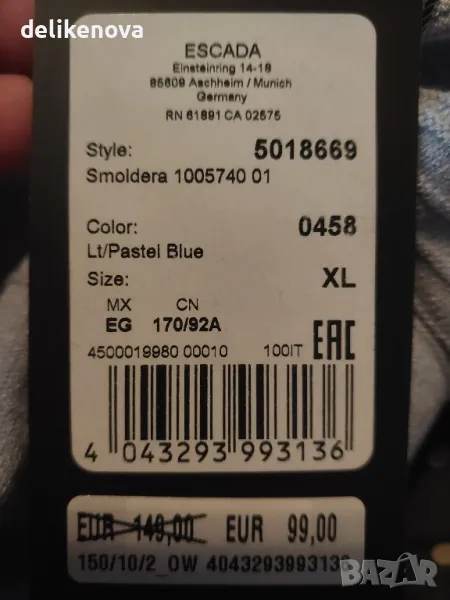 delikenova
ESCADA
Einsteinring 14-18
85609 Aschheim / Munich
Germany
RN 61891 CA 02575
Style: 5018669
Smoldera 1005740 01
Color: 0458
Lt/Pastel Blue
Size: XL
MX CN
EG 170/92A
4500019980 00010 100IT EAC
4 043293 993136
EUR 149,00 EUR 99,00
150/10/2_OW 4043293993136
BAZAR